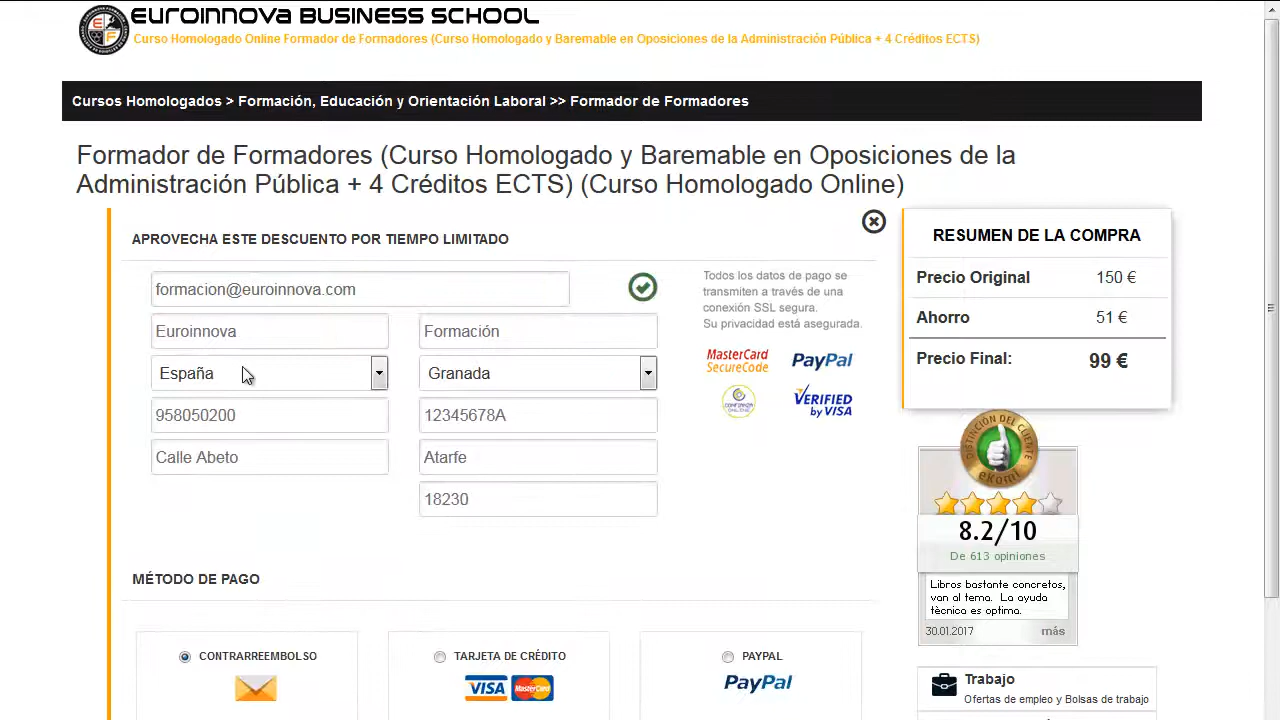 EUROINNOVA BUSINESS SCHOOL
Curso Homologado Online Formador de Formadores (Curso Homologado y Baremable en Oposiciones de la Administración Pública + 4 Créditos ECTS)
Cursos Homologados > Formación, Educación y Orientación Laboral >> Formador de Formadores
Formador de Formadores (Curso Homologado y Baremable en Oposiciones de la
Administración Pública + 4 Créditos ECTS) (Curso Homologado Online)
APROVECHA ESTE DESCUENTO POR TIEMPO LIMITADO
formacion@euroinnova.com
Euroinnova
Formación
España
Granada
958050200
12345678A
Calle Abeto
Atarfe
18230
Todos los datos de pago se
transmiten a través de una
conexión SSL segura.
Su privacidad está asegurada.
MasterCard
SecureCode
PayPal
CONFIANZA
ONLINE
VERIFIED
by VISA
RESUMEN DE LA COMPRA
Precio Original 150 €
Ahorro 51 €
Precio Final: 99 €
DISTINCIÓN DEL CLIENTE
eKomi
8.2/10
De 613 opiniones
Libros bastante concretos,
van al tema. La ayuda
tècnica es optima.
30.01.2017 más
MÉTODO DE PAGO
CONTRARREEMBOLSO
TARJETA DE CRÉDITO
VISA MasterCard
PAYPAL
PayPal
Trabajo
Ofertas de empleo y Bolsas de trabajo